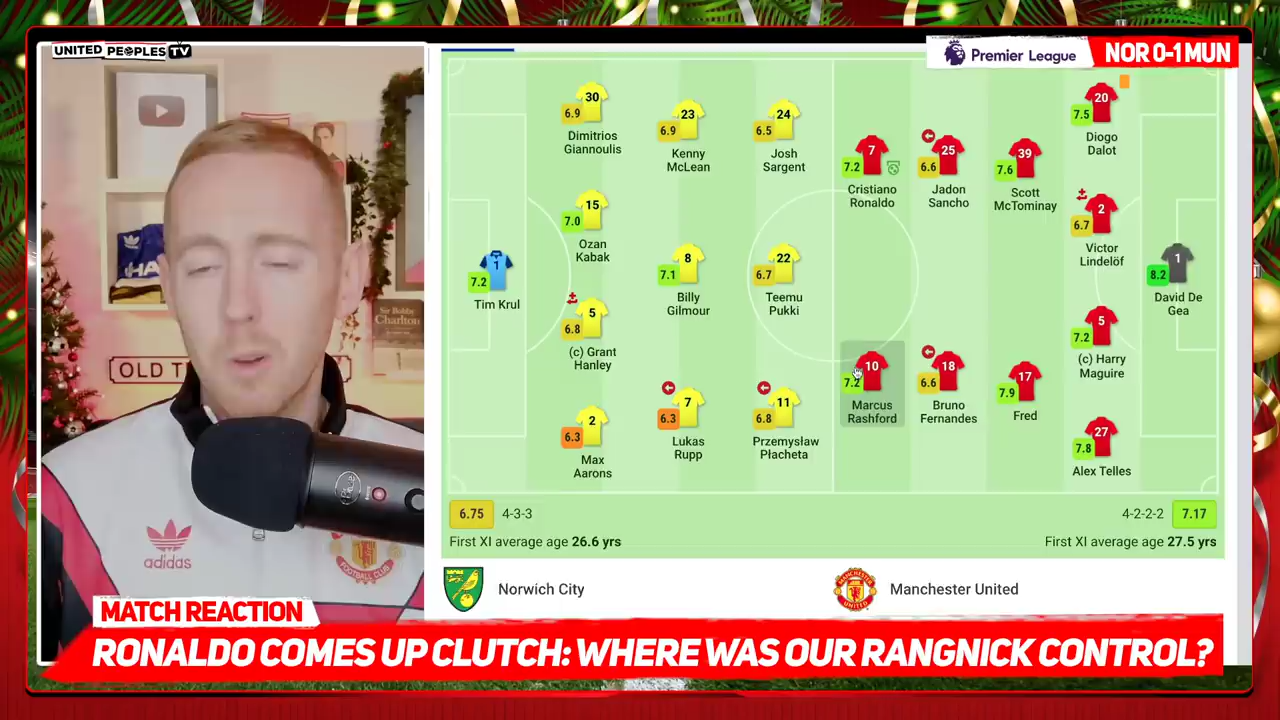 UNITED PEOPLES TV
Premier League
NOR 0-1 MUN
HA
OLD T
Sir Bobby
Charlton
adidas
FOOTBALL CLUB
1
7.2
Tim Krul
30
6.9
Dimitrios
Giannoulis
15
7.0
Ozan
Kabak
5
6.8
(c) Grant
Hanley
2
6.3
Max
Aarons
23
6.9
Kenny
McLean
8
7.1
Billy
Gilmour
7
6.3
Lukas
Rupp
24
6.5
Josh
Sargent
22
6.7
Teemu
Pukki
11
6.8
Przemysław
Płacheta
7
7.2
Cristiano
Ronaldo
10
7.2
Marcus
Rashford
25
6.6
Jadon
Sancho
18
6.6
Bruno
Fernandes
39
7.6
Scott
McTominay
17
7.9
Fred
20
7.5
Diogo
Dalot
2
6.7
Victor
Lindelöf
5
7.2
(c) Harry
Maguire
27
7.8
Alex Telles
1
8.2
David De
Gea
6.75 4-3-3
4-2-2-2 7.17
First XI average age 26.6 yrs
First XI average age 27.5 yrs
Norwich City
MANCHESTER
UNITED
Manchester United
MATCH REACTION
RONALDO COMES UP CLUTCH: WHERE WAS OUR RANGNICK CONTROL?